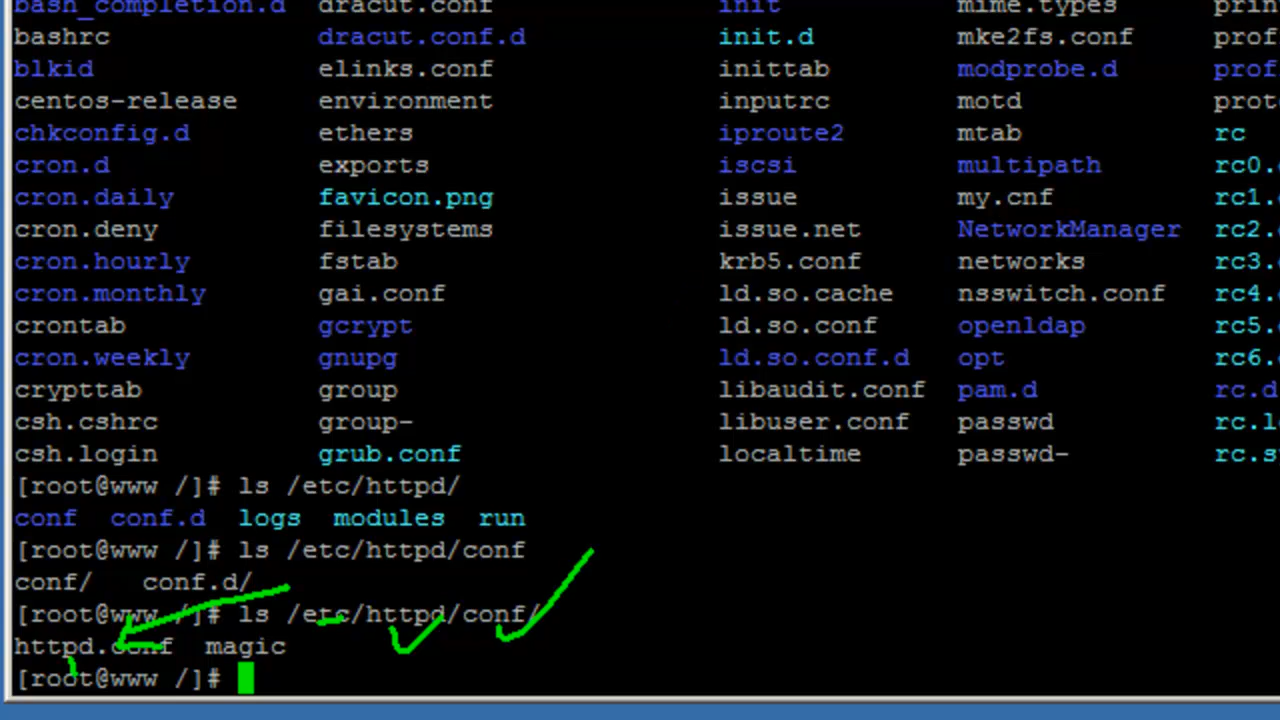 bash_completion.d dracut.conf init mime.types prin
bashrc dracut.conf.d init.d mke2fs.conf prof
blkid elinks.conf inittab modprobe.d prof
centos-release environment inputrc motd prot
chkconfig.d ethers iproute2 mtab rc
cron.d exports iscsi multipath rc0.
cron.daily favicon.png issue my.cnf rc1.
cron.deny filesystems issue.net NetworkManager rc2.
cron.hourly fstab krb5.conf networks rc3.
cron.monthly gai.conf ld.so.cache nsswitch.conf rc4.
crontab gcrypt ld.so.conf openldap rc5.
cron.weekly gnupg ld.so.conf.d opt rc6.
crypttab group libaudit.conf pam.d rc.d
csh.cshrc group- libuser.conf passwd rc.l
csh.login grub.conf localtime passwd- rc.s
[root@www /]# ls /etc/httpd/
conf conf.d logs modules run
[root@www /]# ls /etc/httpd/conf
conf/ conf.d/
[root@www /]# ls /etc/httpd/conf/
httpd.conf magic
[root@www /]#